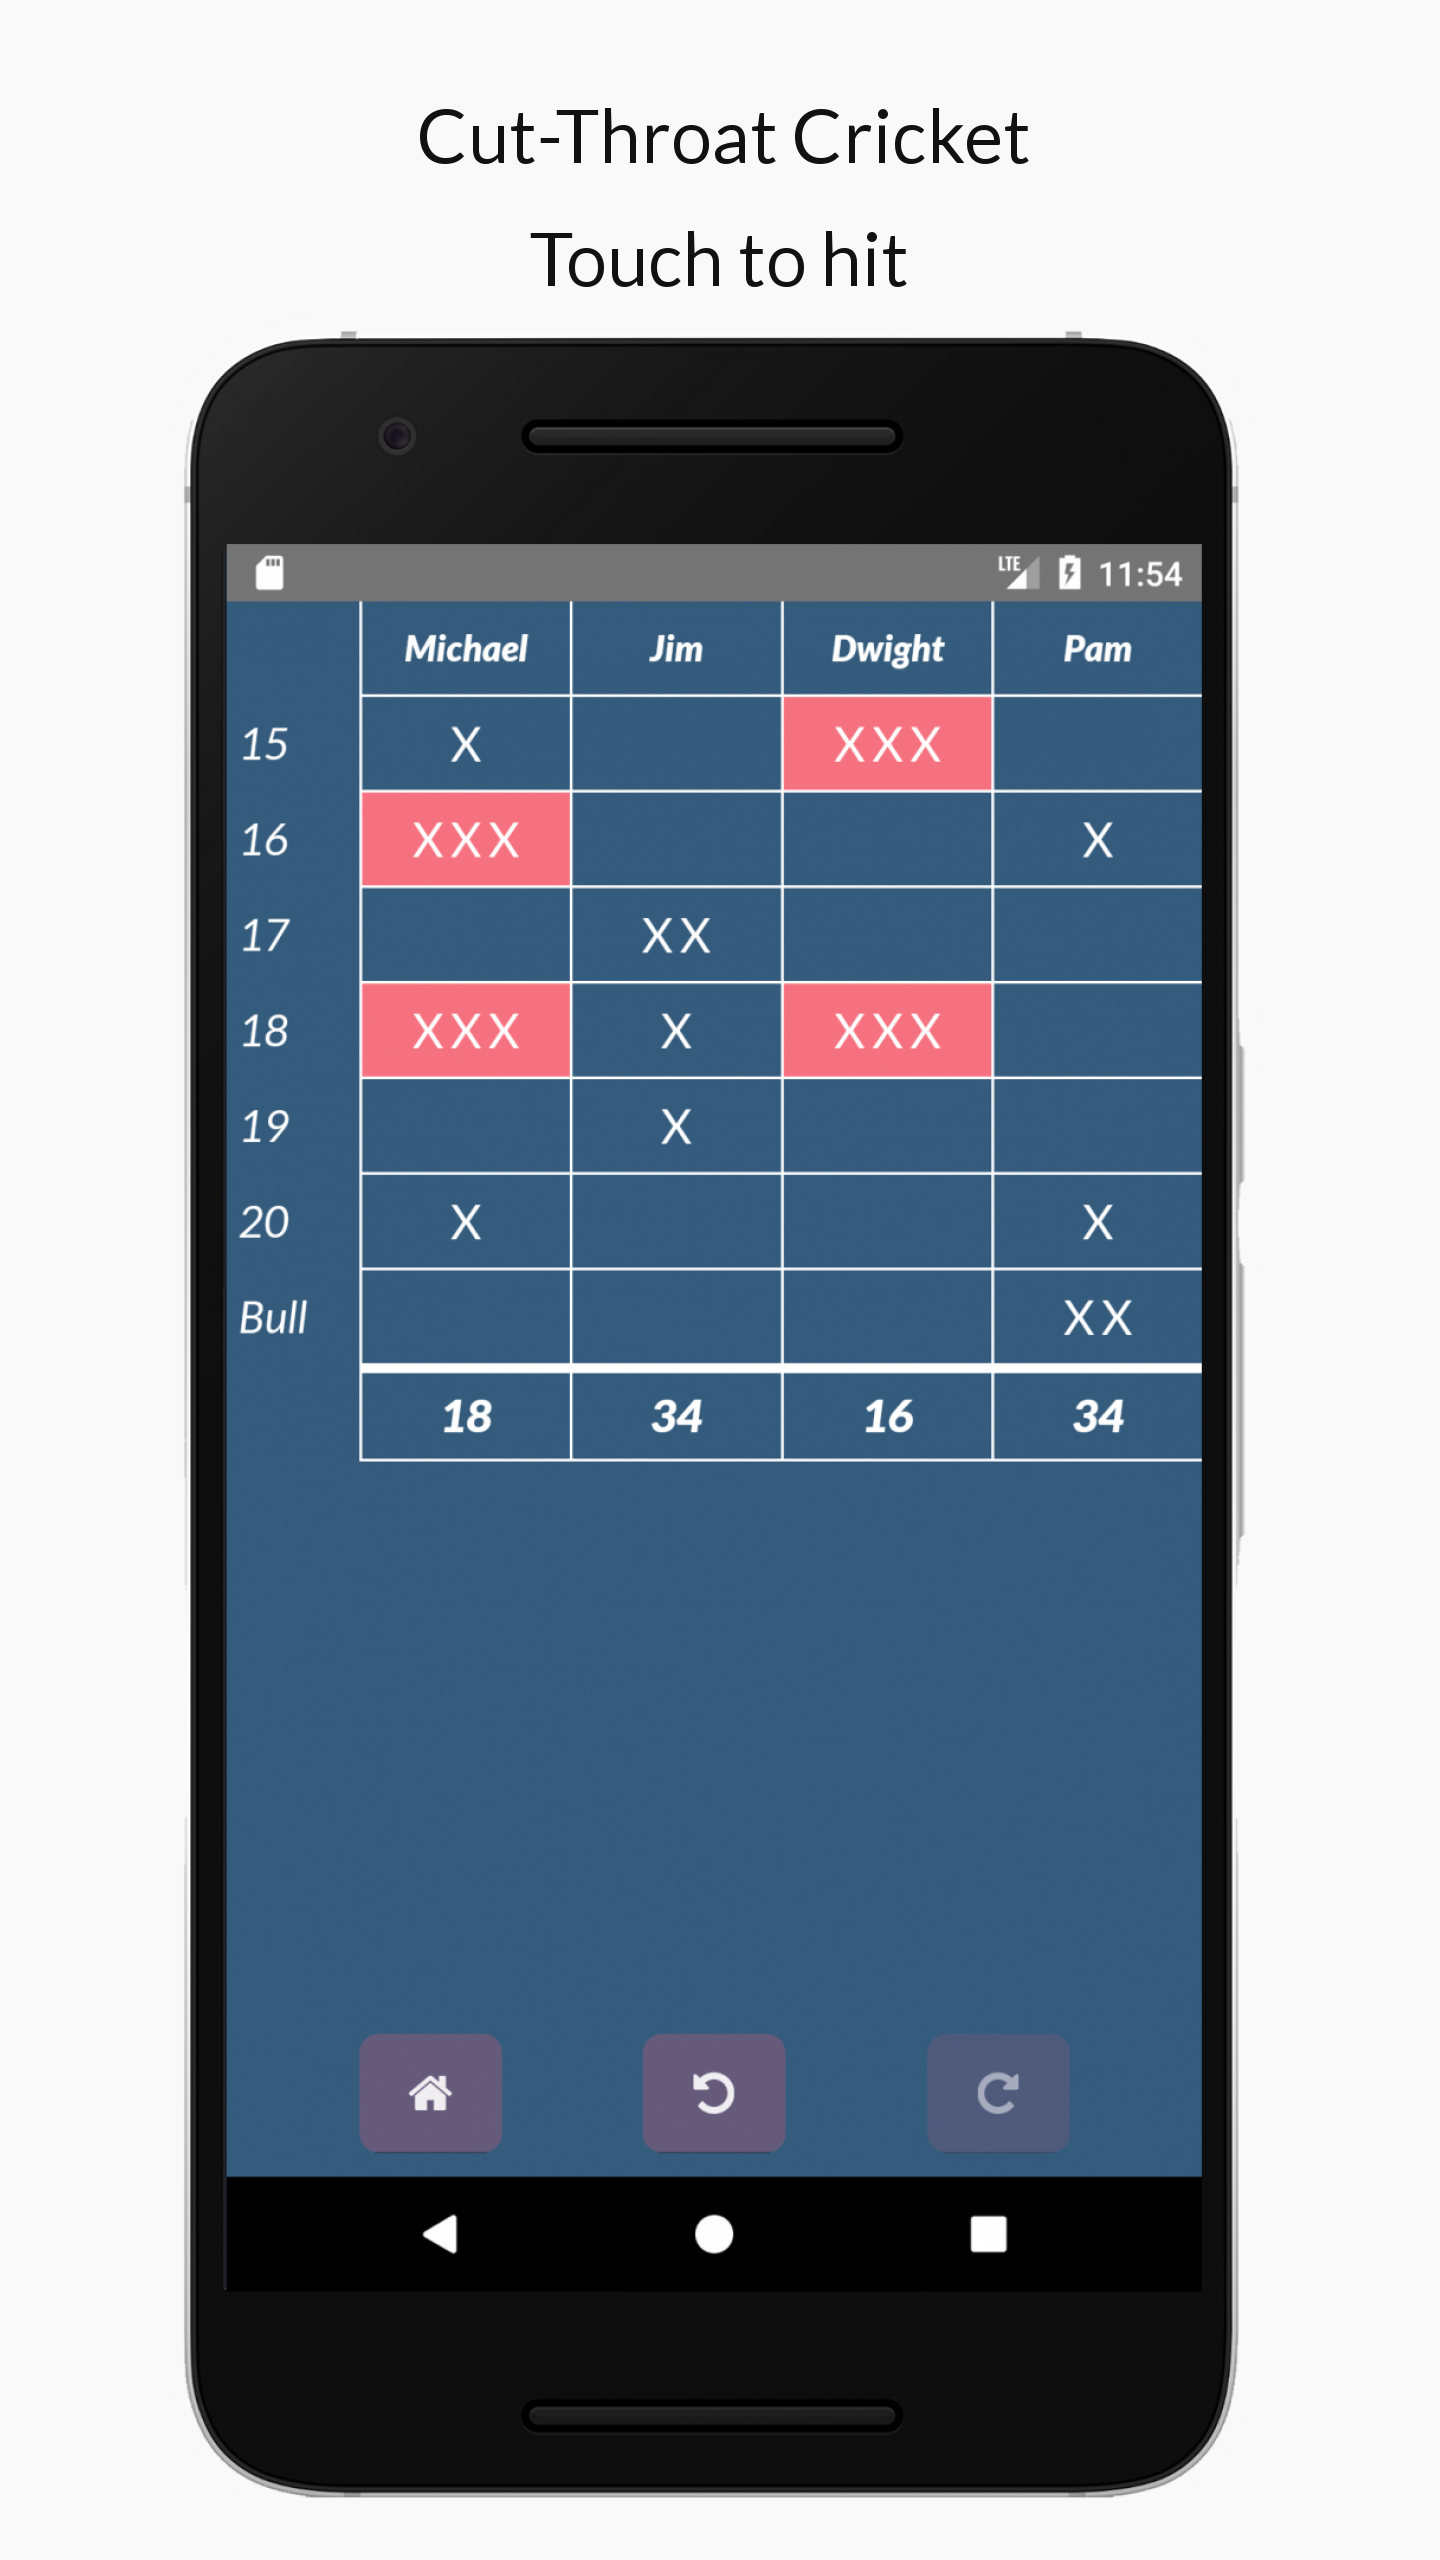 Cut-Throat Cricket
Touch to hit
LTE 11:54
Michael Jim Dwight Pam
15 X XXX
16 XXX X
17 XX
18 XXX X XXX
19 X
20 X X
Bull XX
18 34 16 34